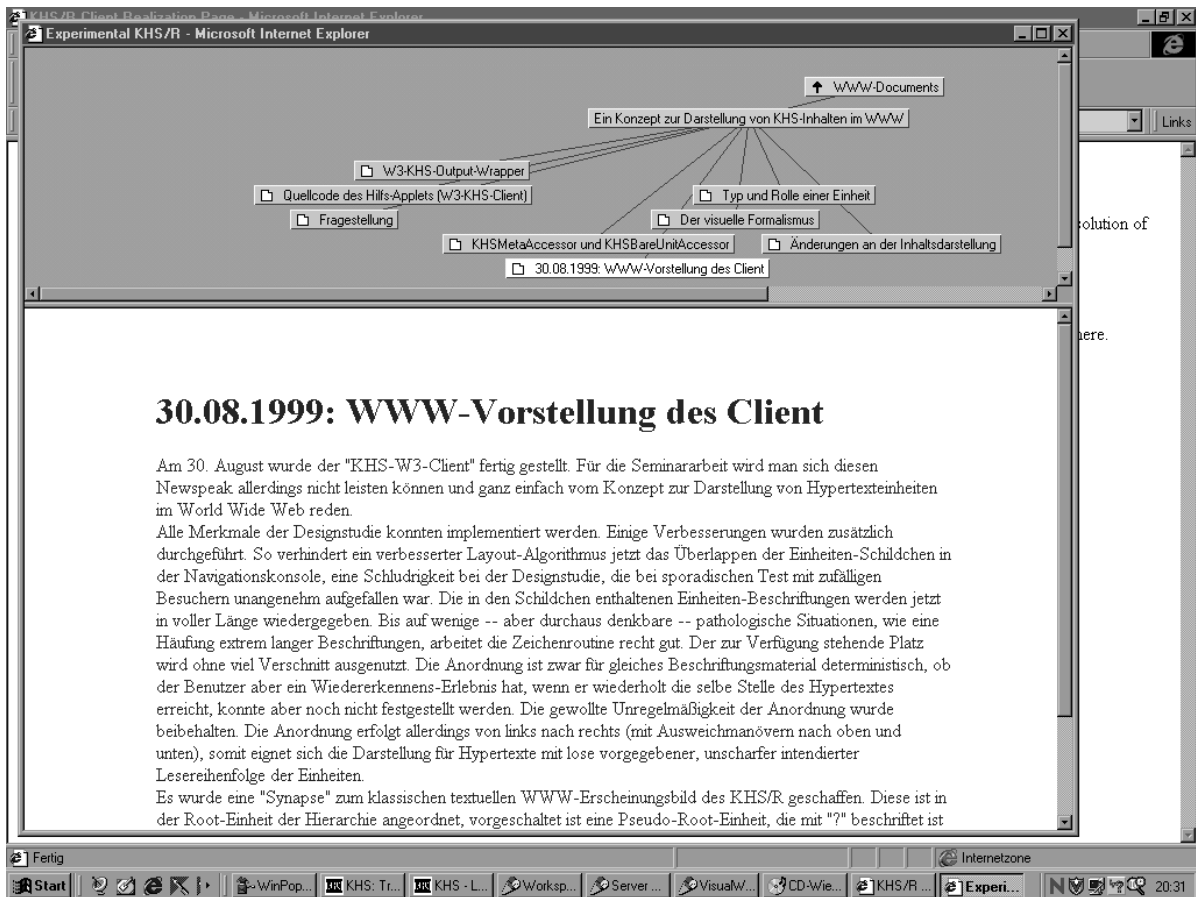 KHS/R Client Realization Page - Microsoft Internet Explorer
Experimental KHS/R - Microsoft Internet Explorer
WWW-Documents
Ein Konzept zur Darstellung von KHS-Inhalten im WWW
Links
W3-KHS-Output-Wrapper
Quellcode des Hilfs-Applets (W3-KHS-Client)
Typ und Rolle einer Einheit
Fragestellung
Der visuelle Formalismus
solution of
KHSMetaAccessor und KHSBareUnitAccessor
Änderungen an der Inhaltsdarstellung
30.08.1999: WWW-Vorstellung des Client
here.
30.08.1999: WWW-Vorstellung des Client
Am 30. August wurde der "KHS-W3-Client" fertig gestellt. Für die Seminararbeit wird man sich diesen
Newspeak allerdings nicht leisten können und ganz einfach vom Konzept zur Darstellung von Hypertexteinheiten
im World Wide Web reden.
Alle Merkmale der Designstudie konnten implementiert werden. Einige Verbesserungen wurden zusätzlich
durchgeführt. So verhindert ein verbesserter Layout-Algorithmus jetzt das Überlappen der Einheiten-Schildchen in
der Navigationskonsole, eine Schludrigkeit bei der Designstudie, die bei sporadischen Test mit zufälligen
Besuchern unangenehm aufgefallen war. Die in den Schildchen enthaltenen Einheiten-Beschriftungen werden jetzt
in voller Länge wiedergegeben. Bis auf wenige -- aber durchaus denkbare -- pathologische Situationen, wie eine
Häufung extrem langer Beschriftungen, arbeitet die Zeichenroutine recht gut. Der zur Verfügung stehende Platz
wird ohne viel Verschnitt ausgenutzt. Die Anordnung ist zwar für gleiches Beschriftungsmaterial deterministisch, ob
der Benutzer aber ein Wiedererkennens-Erlebnis hat, wenn er wiederholt die selbe Stelle des Hypertextes
erreicht, konnte aber noch nicht festgestellt werden. Die gewollte Unregelmäßigkeit der Anordnung wurde
beibehalten. Die Anordnung erfolgt allerdings von links nach rechts (mit Ausweichmanövern nach oben und
unten), somit eignet sich die Darstellung für Hypertexte mit lose vorgegebener, unscharfer intendierter
Lesereihenfolge der Einheiten.
Es wurde eine "Synapse" zum klassischen textuellen WWW-Erscheinungsbild des KHS/R geschaffen. Diese ist in
der Root-Einheit der Hierarchie angeordnet, vorgeschaltet ist eine Pseudo-Root-Einheit, die mit "?" beschriftet ist
Fertig
Internetzone
Start
WinPop...
KHS: Tr...
KHS - L...
Worksp...
Server ...
VisualW...
CD-Wie...
KHS/R ...
Experi...
20:31